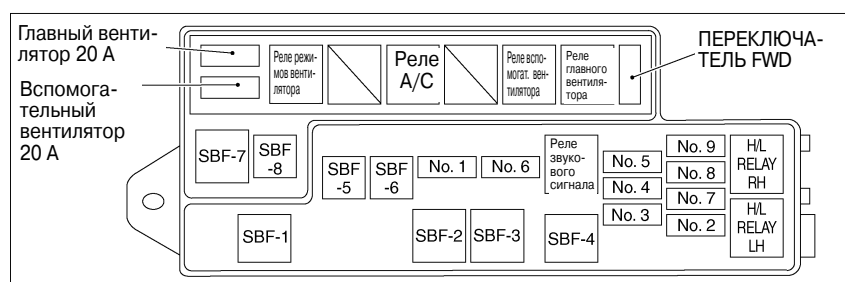 Главный венти-
лятор 20 А
Вспомога-
тельный
вентилятор
20 А
Реле режи-
мов венти-
лятора
Реле
A/C
Реле вспо-
могат. вен-
тилятора
Реле
главного
вентиля-
тора
ПЕРЕКЛЮЧА-
ТЕЛЬ FWD
SBF-7
SBF
-8
SBF
-5
SBF
-6
No. 1
No. 6
Реле
звуко-
вого
сигнала
No. 5
No. 4
No. 3
No. 9
No. 8
No. 7
No. 2
H/L
RELAY
RH
H/L
RELAY
LH
SBF-1
SBF-2
SBF-3
SBF-4